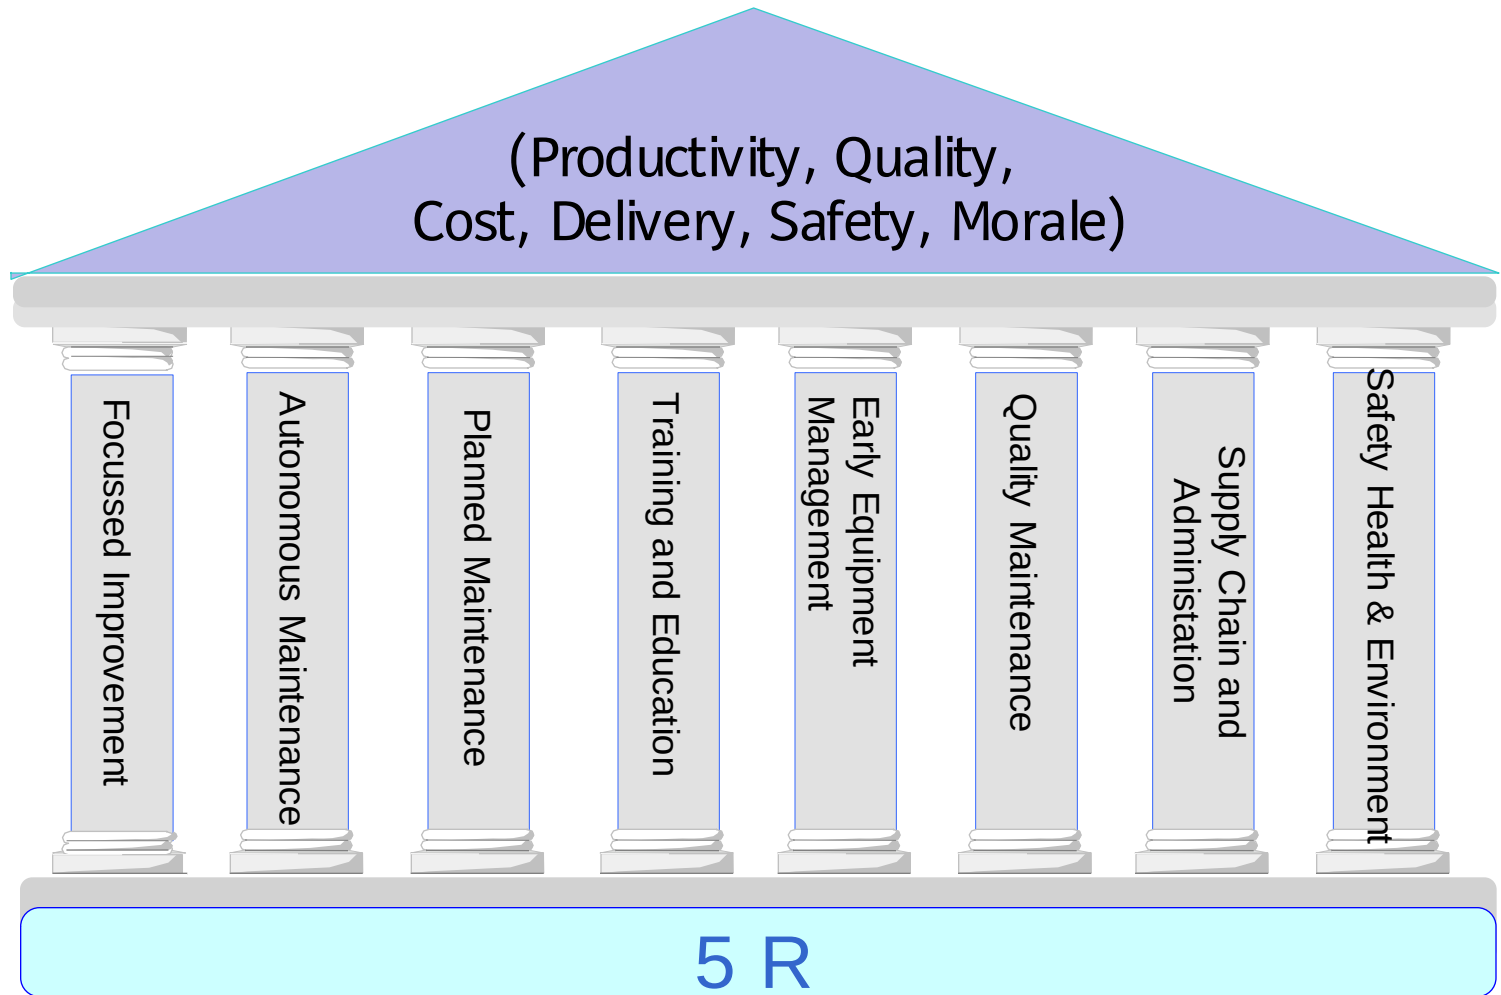 (Productivity, Quality,
Cost, Delivery, Safety, Morale)
Focussed Improvement
Autonomous Maintenance
Planned Maintenance
Training and Education
Early Equipment
Management
Quality Maintenance
Supply Chain and
Administation
Safety Health & Environment
5 R